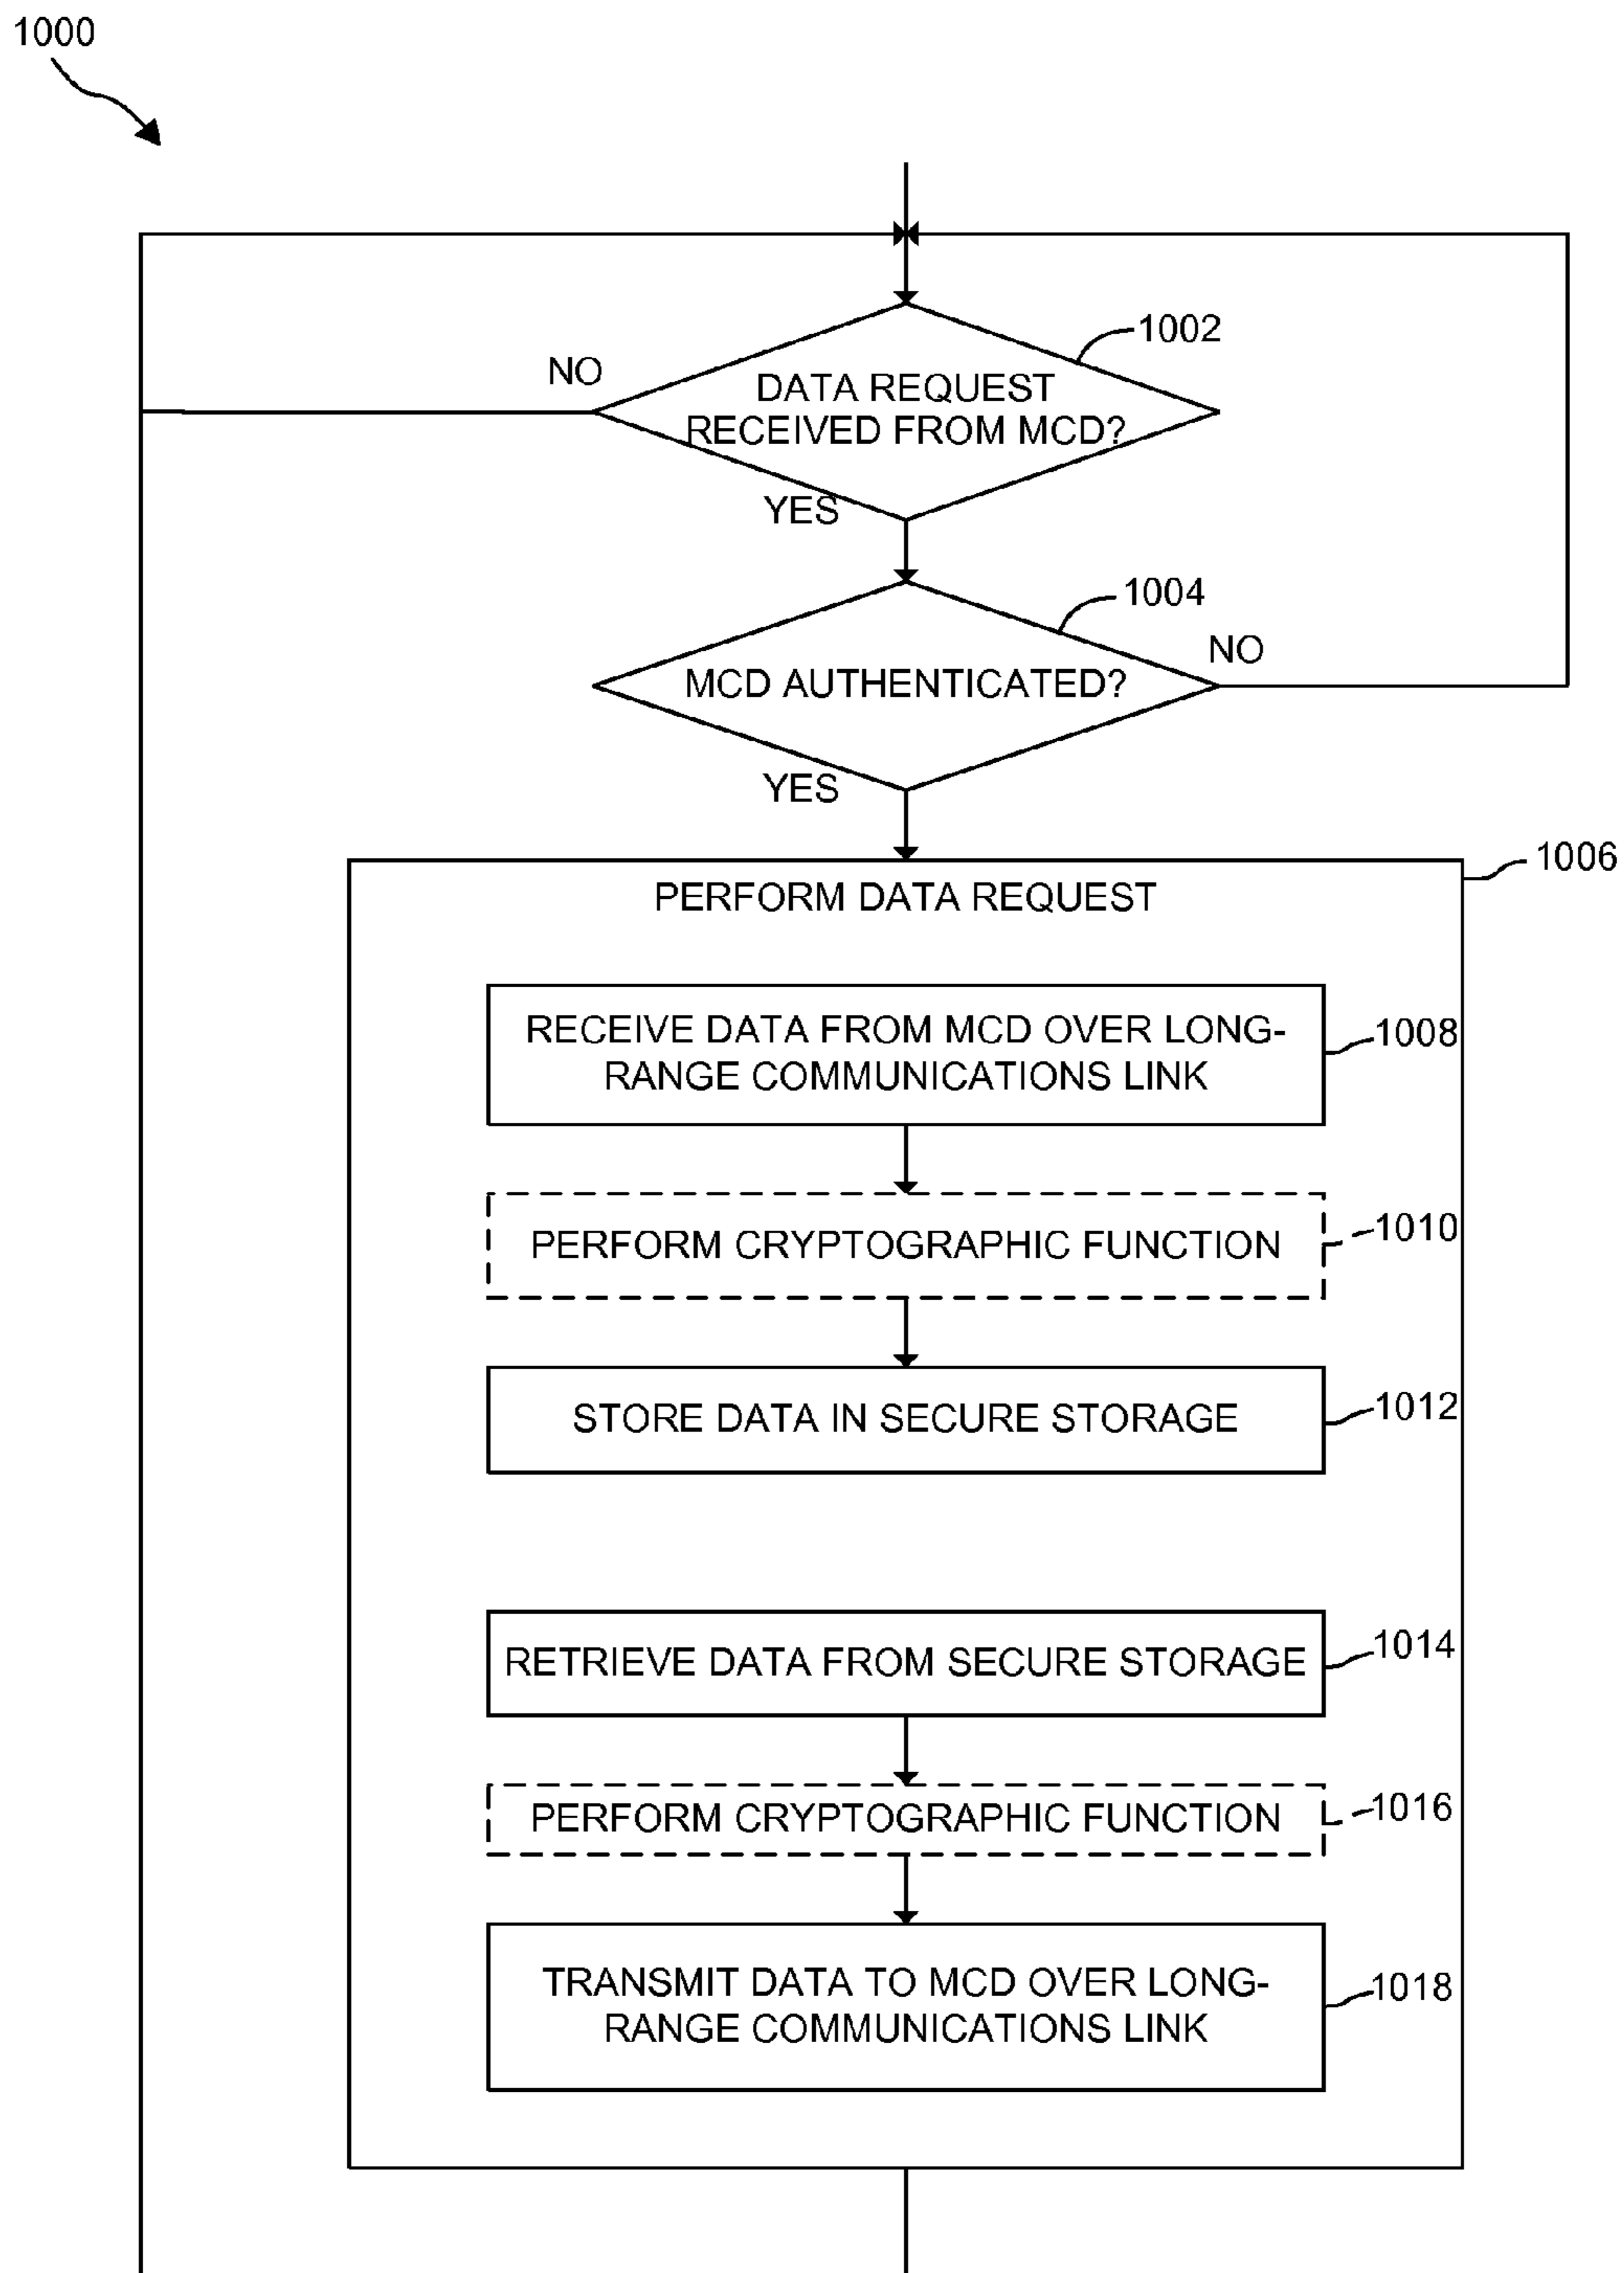 1000
1002
NO
DATA REQUEST
RECEIVED FROM MCD?
YES
1004
NO
MCD AUTHENTICATED?
YES
1006
PERFORM DATA REQUEST
RECEIVE DATA FROM MCD OVER LONG-
RANGE COMMUNICATIONS LINK
1008
PERFORM CRYPTOGRAPHIC FUNCTION
1010
STORE DATA IN SECURE STORAGE
1012
RETRIEVE DATA FROM SECURE STORAGE
1014
PERFORM CRYPTOGRAPHIC FUNCTION
1016
TRANSMIT DATA TO MCD OVER LONG-
RANGE COMMUNICATIONS LINK
1018